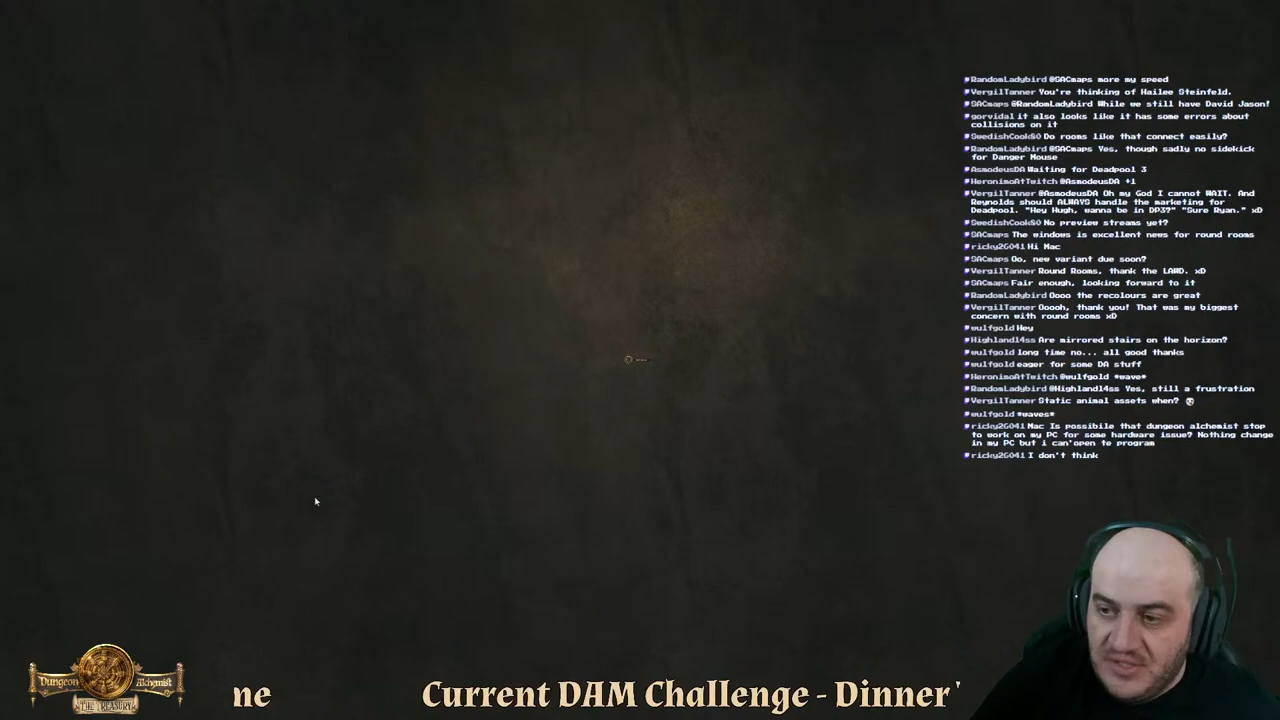 RandomLadybird @SACmaps more my speed
VergilTanner You're thinking of Hailee Steinfeld.
SACmaps @RandomLadybird While we still have David Jason!
gorvidal it also looks like it has some errors about
collisions on it
SwedishCook80 Do rooms like that connect easily?
RandomLadybird @SACmaps Yes, though sadly no sidekick
for Danger Mouse
AsmodeusDA Waiting for Deadpool 3
HeronimoAtTwitch @AsmodeusDA +1
VergilTanner @AsmodeusDA Oh my God I cannot WAIT. And
Reynolds should ALWAYS handle the marketing for
Deadpool. "Hey Hugh, wanna be in DP3?" "Sure Ryan." xD
SwedishCook80 No preview streams yet?
SACmaps The windows is excellent news for round rooms
ricky26041 Hi Mac
SACmaps Oo, new variant due soon?
VergilTanner Round Rooms, thank the LAWD. xD
SACmaps Fair enough, looking forward to it
RandomLadybird Oooo the recolours are great
VergilTanner Ooooh, thank you! That was my biggest
concern with round rooms xD
wulfgold Hey
Highland14ss Are mirrored stairs on the horizon?
wulfgold long time no... all good thanks
wulfgold eager for some DA stuff
HeronimoAtTwitch @wulfgold *wave*
RandomLadybird @Highland14ss Yes, still a frustration
VergilTanner Static animal assets when?
wulfgold *waves*
ricky26041 Mac Is possibile that dungeon alchemist stop
to work on my PC for some hardware issue? Nothing change
in my PC but i can'open te program
ricky26041 I don't think
Dungeon Alchemist
THE TREASURY
ne
Current DAM Challenge - Dinner '